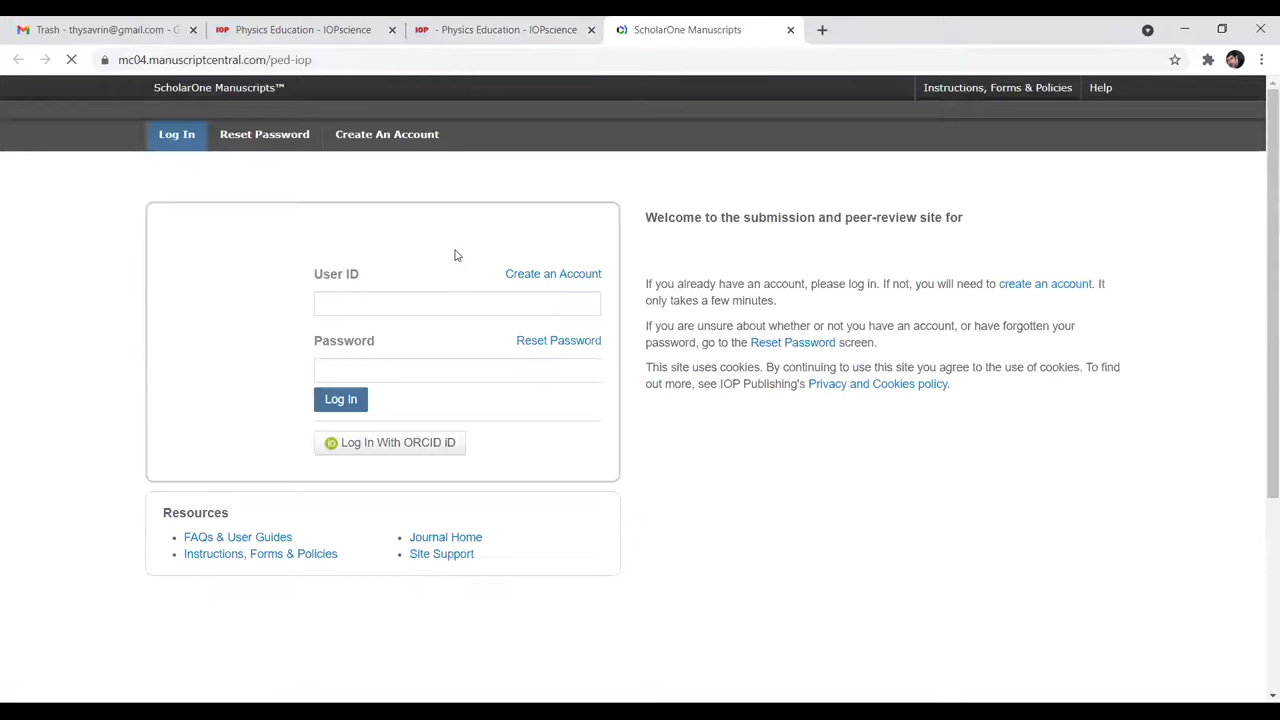 Trash - thysavrin@gmail.com - G
IOP Physics Education - IOPscience
IOP - Physics Education - IOPscience
ScholarOne Manuscripts
mc04.manuscriptcentral.com/ped-iop
ScholarOne Manuscripts™
Instructions, Forms & Policies
Help
Log In
Reset Password
Create An Account
Welcome to the submission and peer-review site for
User ID
Create an Account
If you already have an account, please log in. If not, you will need to create an account. It
only takes a few minutes.
If you are unsure about whether or not you have an account, or have forgotten your
password, go to the Reset Password screen.
Password
Reset Password
This site uses cookies. By continuing to use this site you agree to the use of cookies. To find
out more, see IOP Publishing's Privacy and Cookies policy.
Log In
iD Log In With ORCID iD
Resources
• FAQs & User Guides
• Journal Home
• Instructions, Forms & Policies
• Site Support